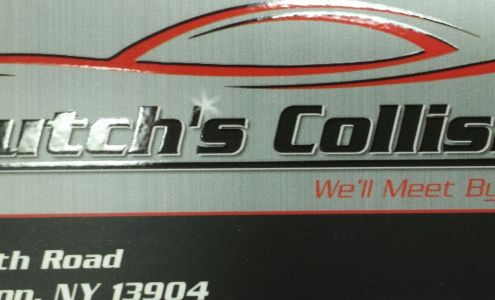 utch's Collis
We'll Meet By
th Road
on, NY 13904